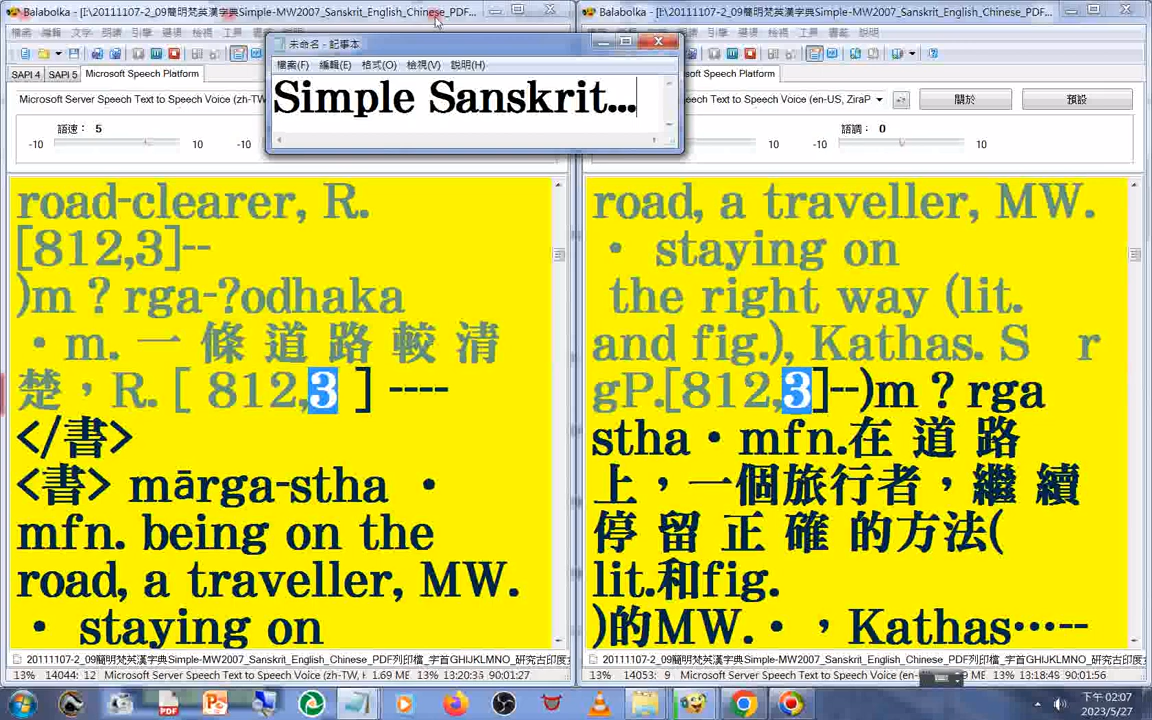 Balabolka - [I:\20111107-2_09簡明梵英漢字典Simple-MW2007_Sanskrit_English_Chinese_PDF...
Balabolka - [I:\20111107-2_09簡明梵英漢字典Simple-MW2007_Sanskrit_English_Chinese_PDF...
未命名 - 記事本
檔案(F) 編輯(E) 格式(O) 檢視(V) 說明(H)
Simple Sanskrit...
SAPI 4 SAPI 5 Microsoft Speech Platform
Speech Platform
Microsoft Server Speech Text to Speech Voice (zh-TW
eech Text to Speech Voice (en-US, ZiraP
關於
預設
語速： 5
語調： 0
-10 10 -10
10 -10 10
road-clearer, R.
[812,3]--
)m ? rga-?odhaka
• m. 一 條 道 路 較 清
楚，R. [ 812,3 ] ----
</書>
<書> mārga-stha •
mfn. being on the
road, a traveller, MW.
• staying on
road, a traveller, MW.
• staying on
the right way (lit.
and fig.), Kathas. S r
gP.[812,3]--)m ? rga
stha • mfn.在 道 路
上，一個旅行者，繼 續
停 留 正 確 的方法(
lit.和fig.
)的MW.• ，Kathas…--
20111107-2_09簡明梵英漢字典Simple-MW2007_Sanskrit_English_Chinese_PDF列印檔_字首GHIJKLMNO_研究古印度
20111107-2_09簡明梵英漢字典Simple-MW2007_Sanskrit_English_Chinese_PDF列印檔_字首GHIJKLMNO_研究古印度
13% 14044: 12 Microsoft Server Speech Text to Speech Voice (zh-TW, 1.69 ME 13% 13:20:35 90:01:27
13% 14053: 9 Microsoft Server Speech Text to Speech Voice 13% 13:18:48 90:01:56
下午 02:07
2023/5/27